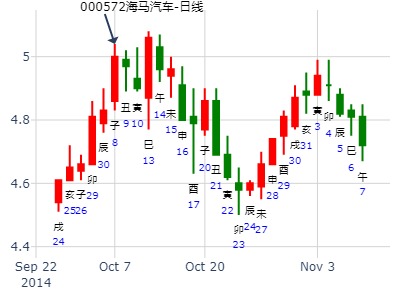 000572海马汽车-日线
5
4.8
4.6
4.4
戌
24
亥
25
子
26
卯
29
辰
30
子
8
丑
9
寅
10
巳
13
午
14
未
15
申
16
酉
17
子
20
丑
21
寅
22
卯
23
辰
24
未
27
申
28
酉
29
戌
30
亥
31
寅
3
卯
4
辰
5
巳
6
午
7
Sep 22
2014
Oct 7
Oct 20
Nov 3